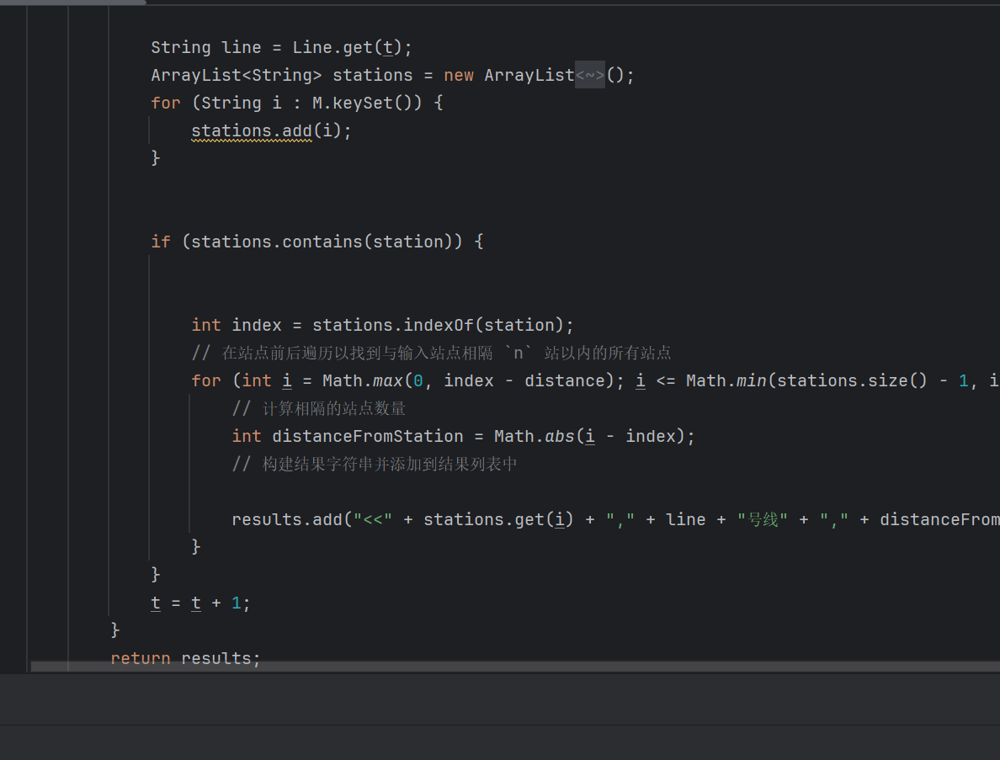 String line = Line.get(t);
ArrayList<String> stations = new ArrayList<~>();
for (String i : M.keySet()) {
stations.add(i);
}
if (stations.contains(station)) {
int index = stations.indexOf(station);
// 在站点前后遍历以找到与输入站点相隔 `n` 站以内的所有站点
for (int i = Math.max(0, index - distance); i <= Math.min(stations.size() - 1, i
// 计算相隔的站点数量
int distanceFromStation = Math.abs(i - index);
// 构建结果字符串并添加到结果列表中
results.add("<<" + stations.get(i) + "," + line + "号线" + "," + distanceFrom
}
}
t = t + 1;
}
return results;